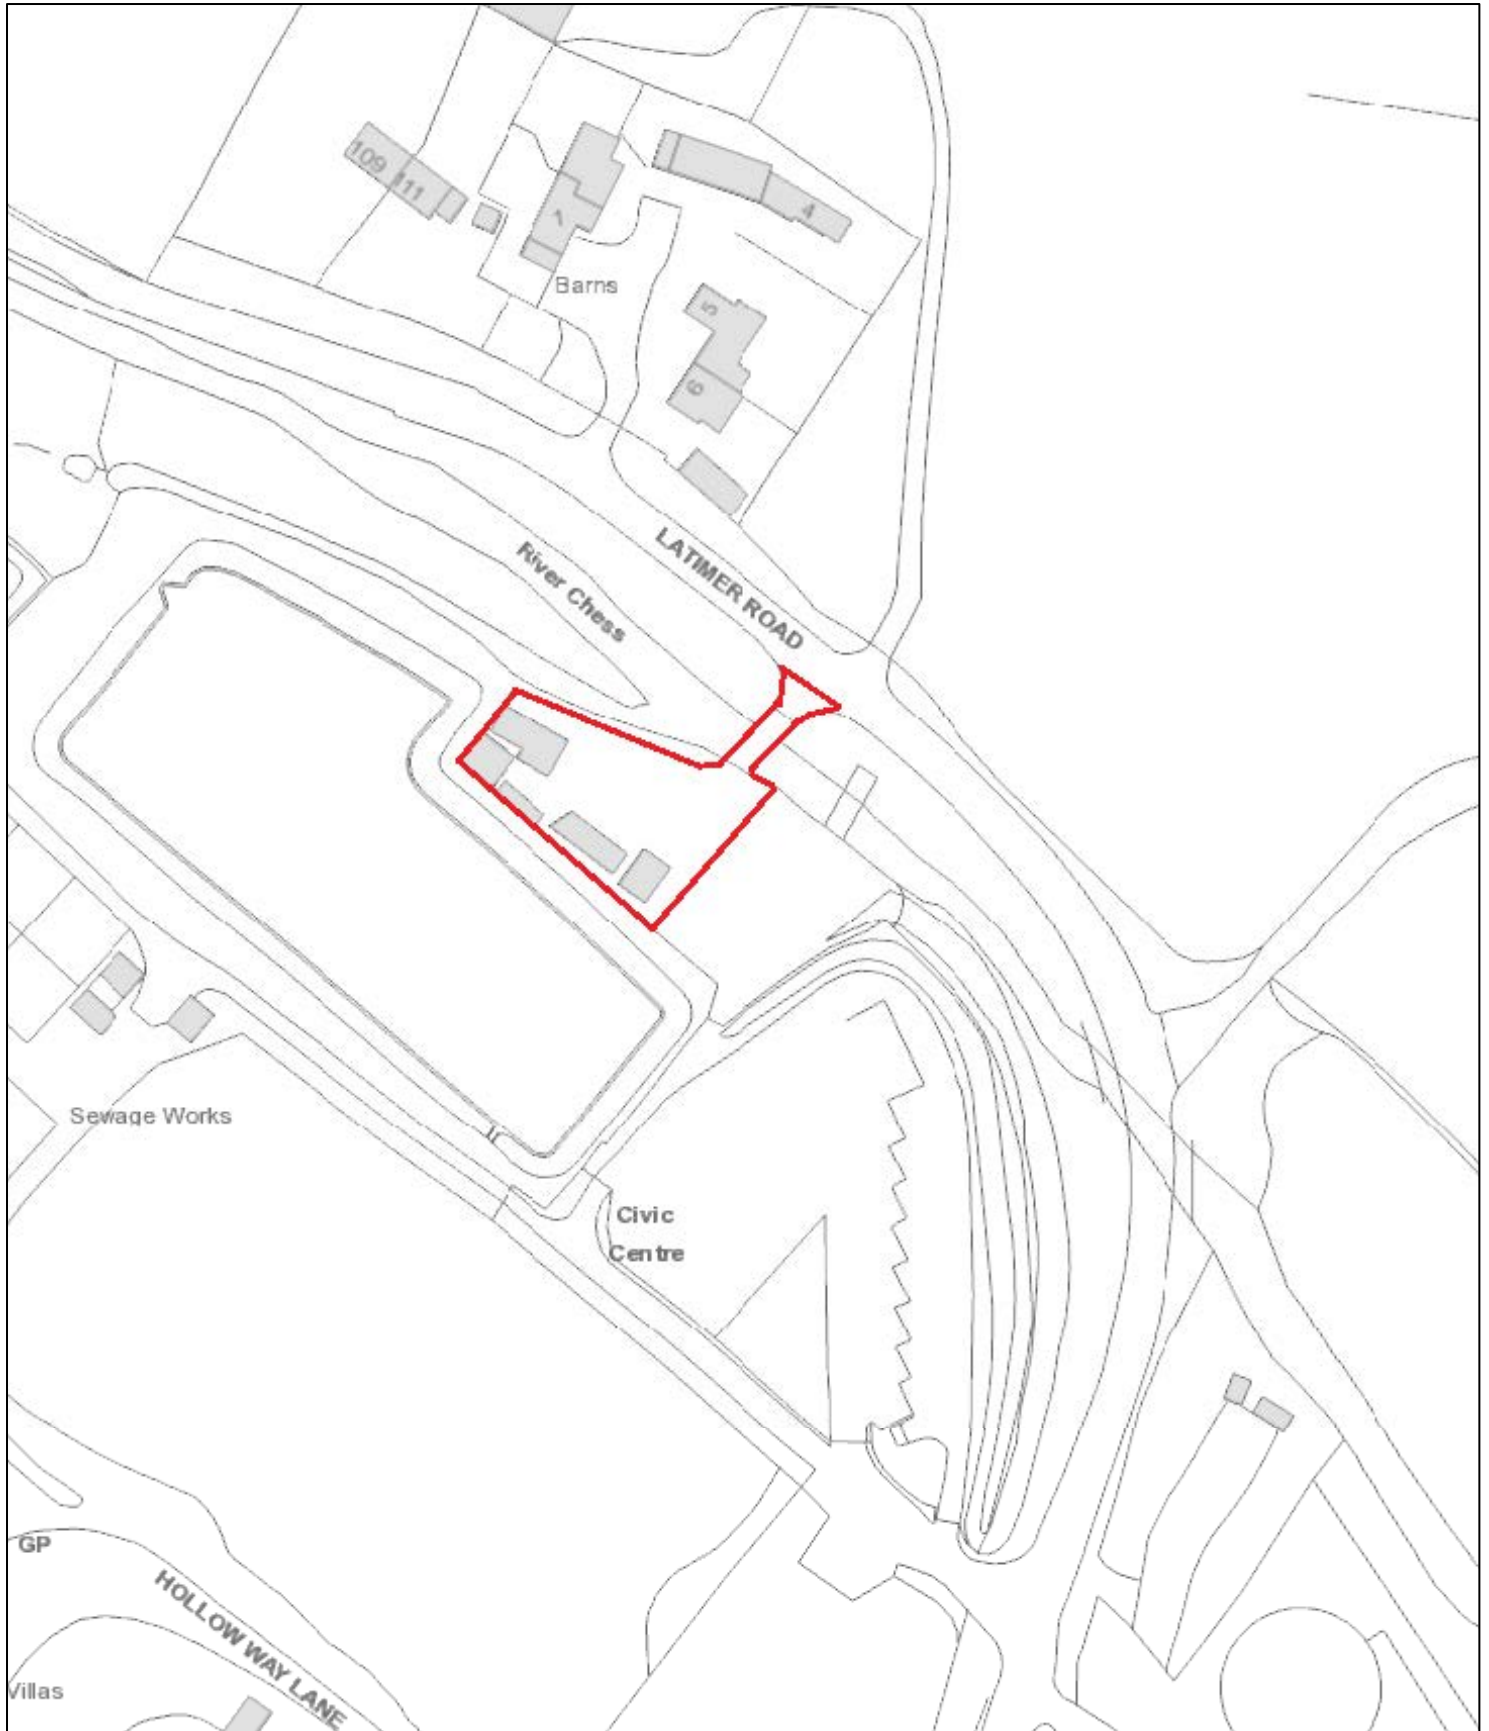 109
111
7
4
Barns
5
6
River Chess
LATIMER ROAD
Sewage Works
Civic
Centre
GP
HOLLOW WAY LANE
Villas